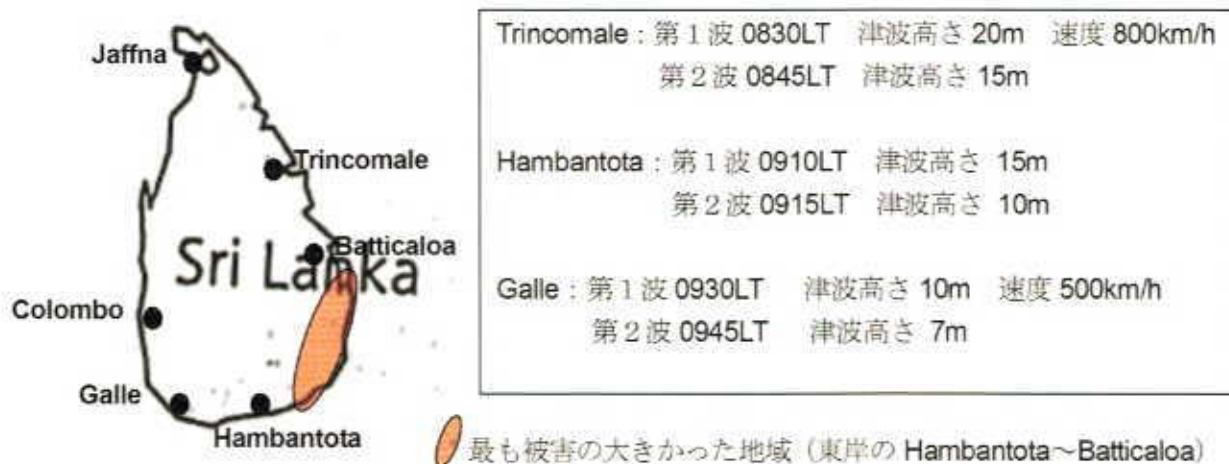 Jaffna
Trincomale
Batticaloa
Sri Lanka
Colombo
Galle
Hambantota
Trincomale：第１波 0830LT 津波高さ 20m 速度 800km/h
第２波 0845LT 津波高さ 15m
Hambantota：第１波 0910LT 津波高さ 15m
第２波 0915LT 津波高さ 10m
Galle：第１波 0930LT 津波高さ 10m 速度 500km/h
第２波 0945LT 津波高さ 7m
最も被害の大きかった地域（東岸の Hambantota～Batticaloa）